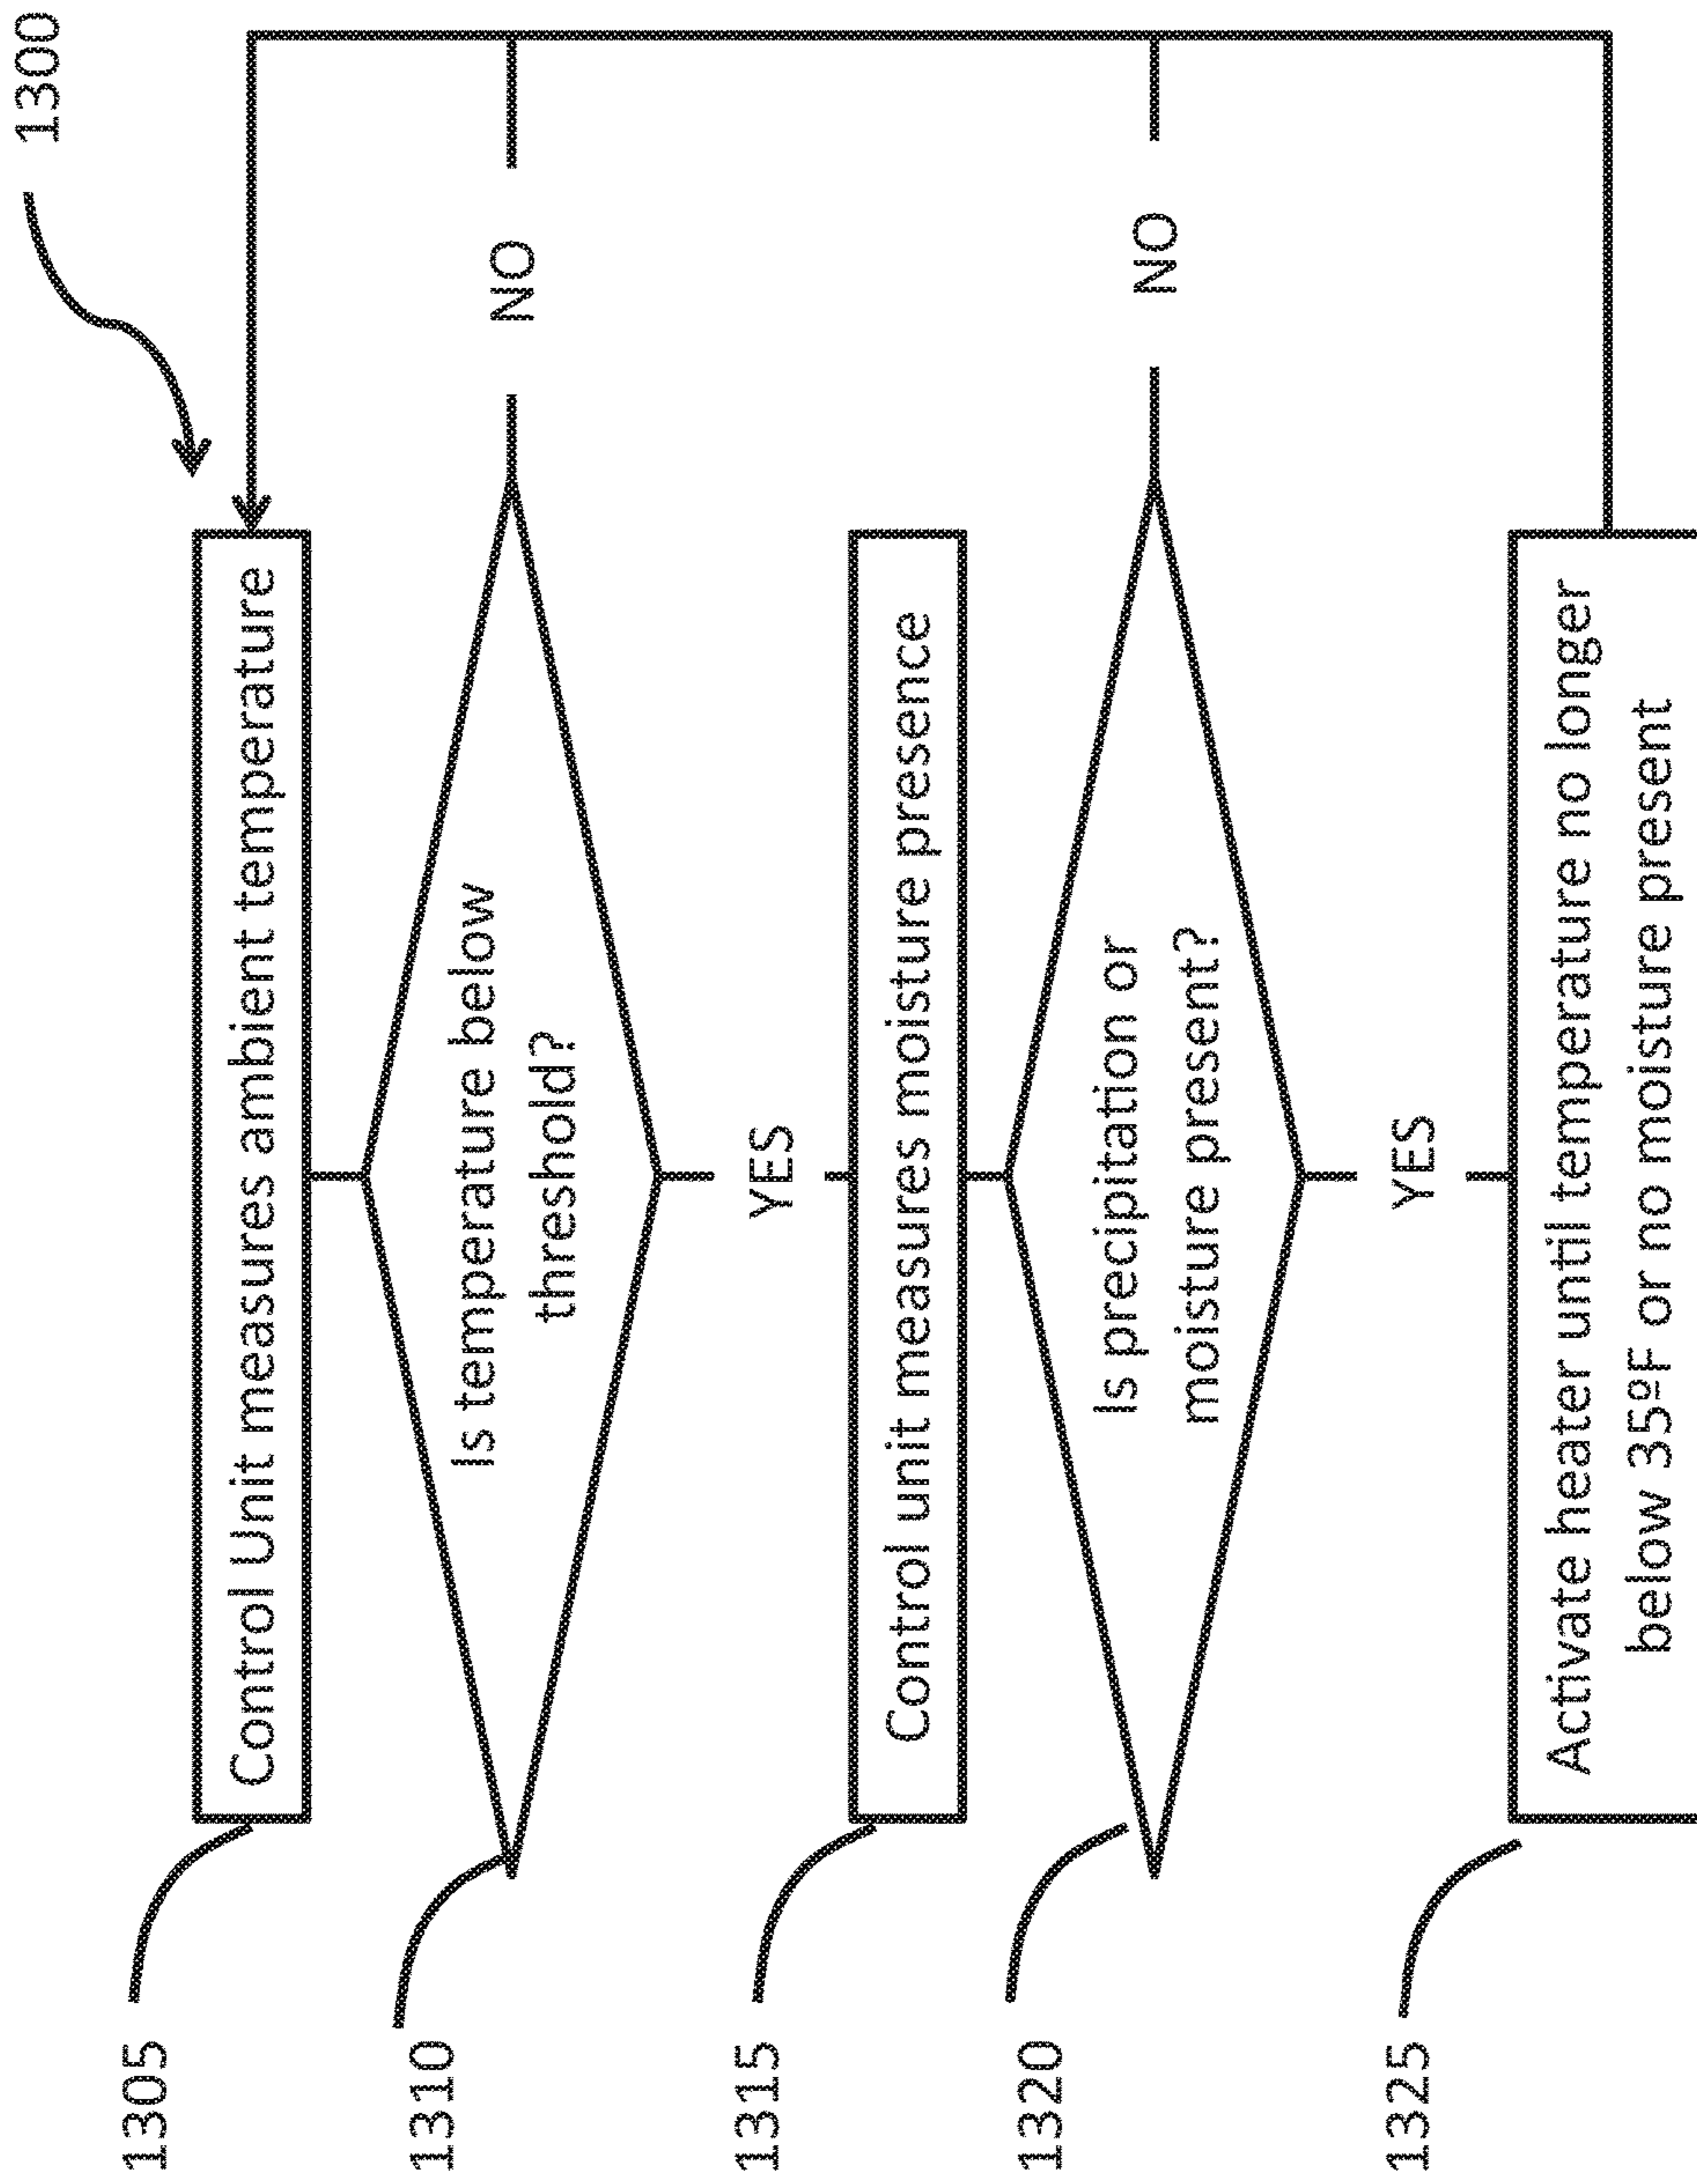 1300
1305
Control Unit measures ambient temperature
1310
Is temperature below
threshold?
NO
YES
1315
Control unit measures moisture presence
1320
Is precipitation or
moisture present?
NO
YES
1325
Activate heater until temperature no longer
below 35ºF or no moisture present